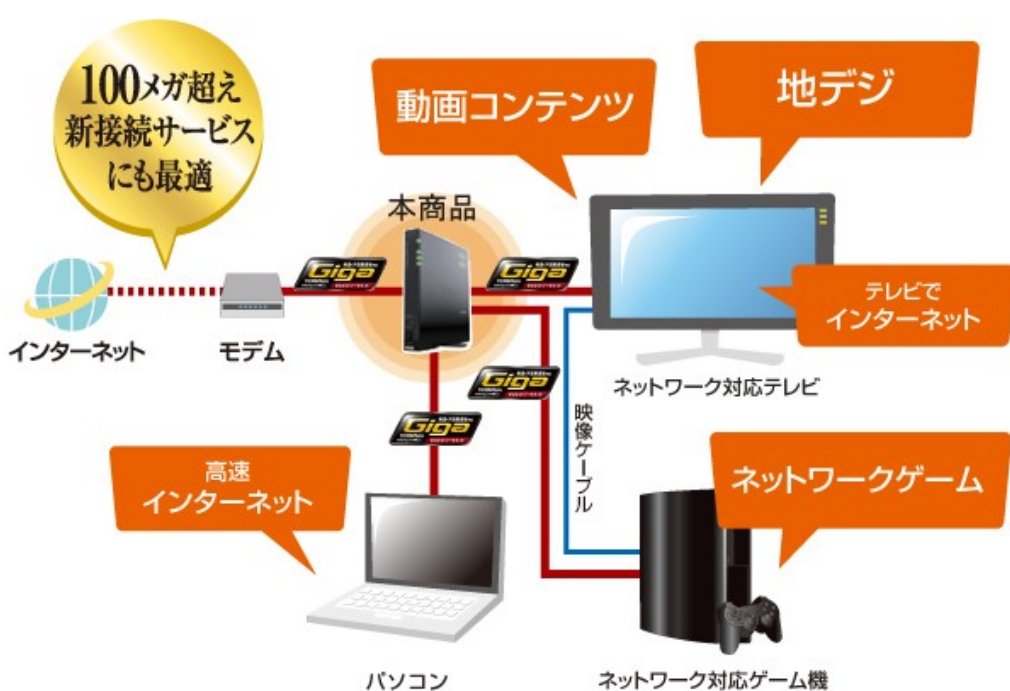 100メガ超え
新接続サービス
にも最適
動画コンテンツ
地デジ
本商品
Giga
Giga
インターネット
モデム
テレビで
インターネット
ネットワーク対応テレビ
Giga
Giga
映像ケーブル
高速
インターネット
ネットワークゲーム
パソコン
ネットワーク対応ゲーム機